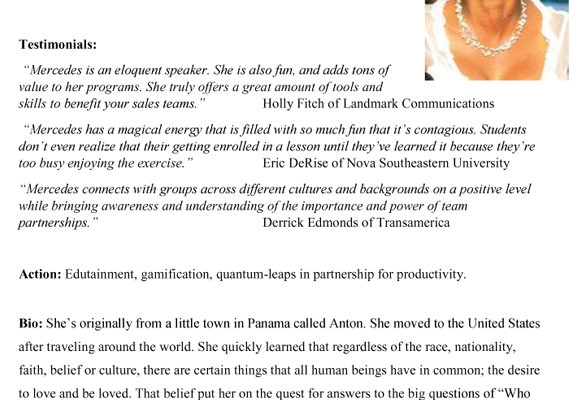 Testimonials:
“Mercedes is an eloquent speaker. She is also fun, and adds tons of
value to her programs. She truly offers a great amount of tools and
skills to benefit your sales teams.” Holly Fitch of Landmark Communications
“Mercedes has a magical energy that is filled with so much fun that it’s contagious. Students
don’t even realize that their getting enrolled in a lesson until they’ve learned it because they’re
too busy enjoying the exercise.” Eric DeRise of Nova Southeastern University
“Mercedes connects with groups across different cultures and backgrounds on a positive level
while bringing awareness and understanding of the importance and power of team
partnerships.” Derrick Edmonds of Transamerica
Action: Edutainment, gamification, quantum-leaps in partnership for productivity.
Bio: She’s originally from a little town in Panama called Anton. She moved to the United States
after traveling around the world. She quickly learned that regardless of the race, nationality,
faith, belief or culture, there are certain things that all human beings have in common; the desire
to love and be loved. That belief put her on the quest for answers to the big questions of “Who